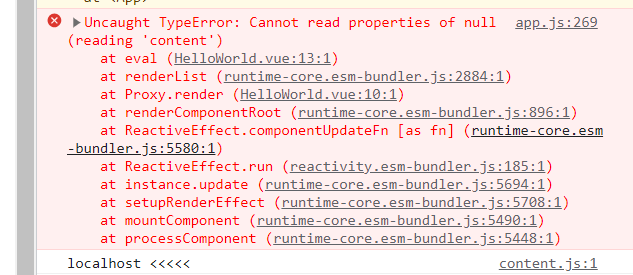 at <App>
Uncaught TypeError: Cannot read properties of null app.js:269
(reading 'content')
at eval (HelloWorld.vue:13:1)
at renderList (runtime-core.esm-bundler.js:2884:1)
at Proxy.render (HelloWorld.vue:10:1)
at renderComponentRoot (runtime-core.esm-bundler.js:896:1)
at ReactiveEffect.componentUpdateFn [as fn] (runtime-core.esm
-bundler.js:5580:1)
at ReactiveEffect.run (reactivity.esm-bundler.js:185:1)
at instance.update (runtime-core.esm-bundler.js:5694:1)
at setupRenderEffect (runtime-core.esm-bundler.js:5708:1)
at mountComponent (runtime-core.esm-bundler.js:5490:1)
at processComponent (runtime-core.esm-bundler.js:5448:1)
localhost <<<<< content.js:1